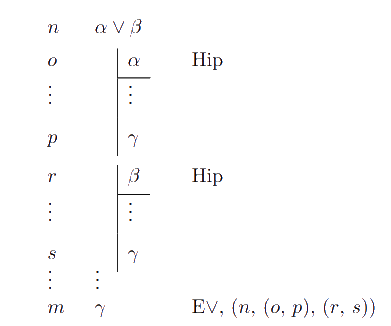 n α ∨ β
o α Hip
⋮ ⋮
p γ
r β Hip
⋮ ⋮
s γ
⋮ ⋮
m γ E∨, (n, (o, p), (r, s))